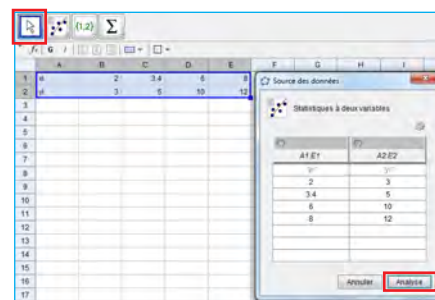 {1,2} Σ
fx G I
A B C D E F G H I
1 d 2 3.4 6 8
2 3 5 10 12
3
4
5
6
7
8
9
10
11
12
13
14
15
16
17
Source des données
Statistiques à deux variables
A1:E1 A2:E2
2 3
3.4 5
6 10
8 12
Annuler Analyse